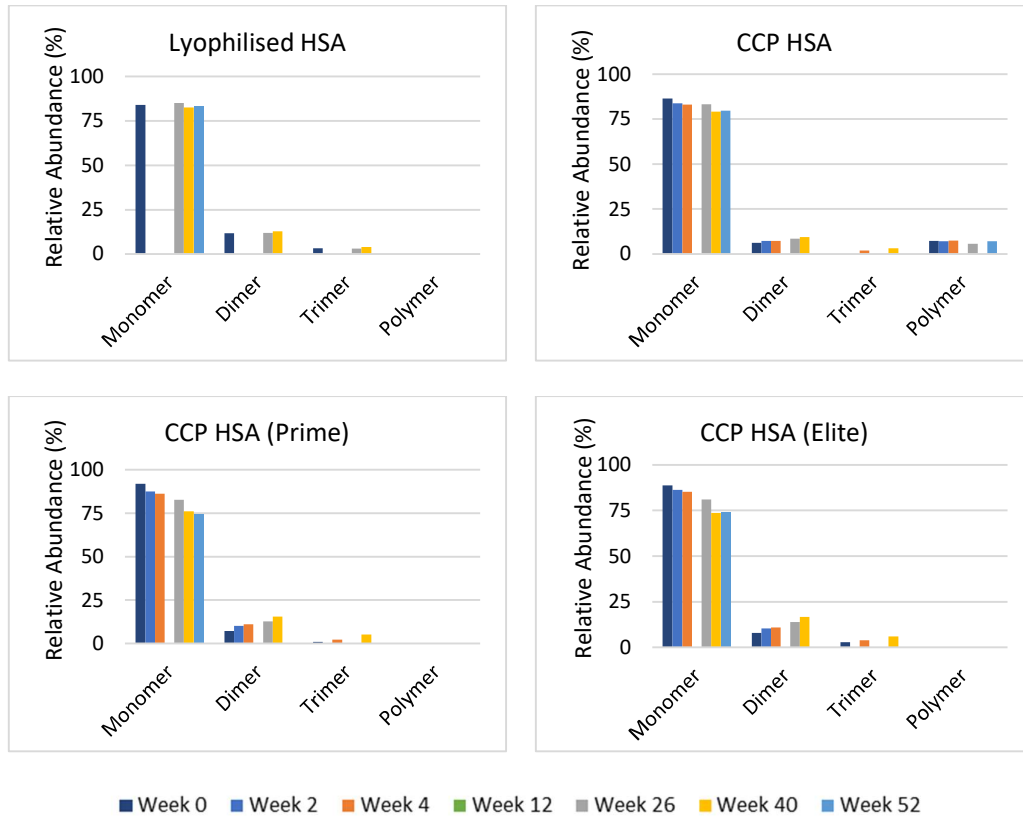 Lyophilised HSA
Relative Abundance (%)
100
75
50
25
0
Monomer
Dimer
Trimer
Polymer
CCP HSA
Relative Abundance (%)
100
75
50
25
0
Monomer
Dimer
Trimer
Polymer
CCP HSA (Prime)
Relative Abundance (%)
100
75
50
25
0
Monomer
Dimer
Trimer
Polymer
CCP HSA (Elite)
Relative Abundance (%)
100
75
50
25
0
Monomer
Dimer
Trimer
Polymer
Week 0 Week 2 Week 4 Week 12 Week 26 Week 40 Week 52